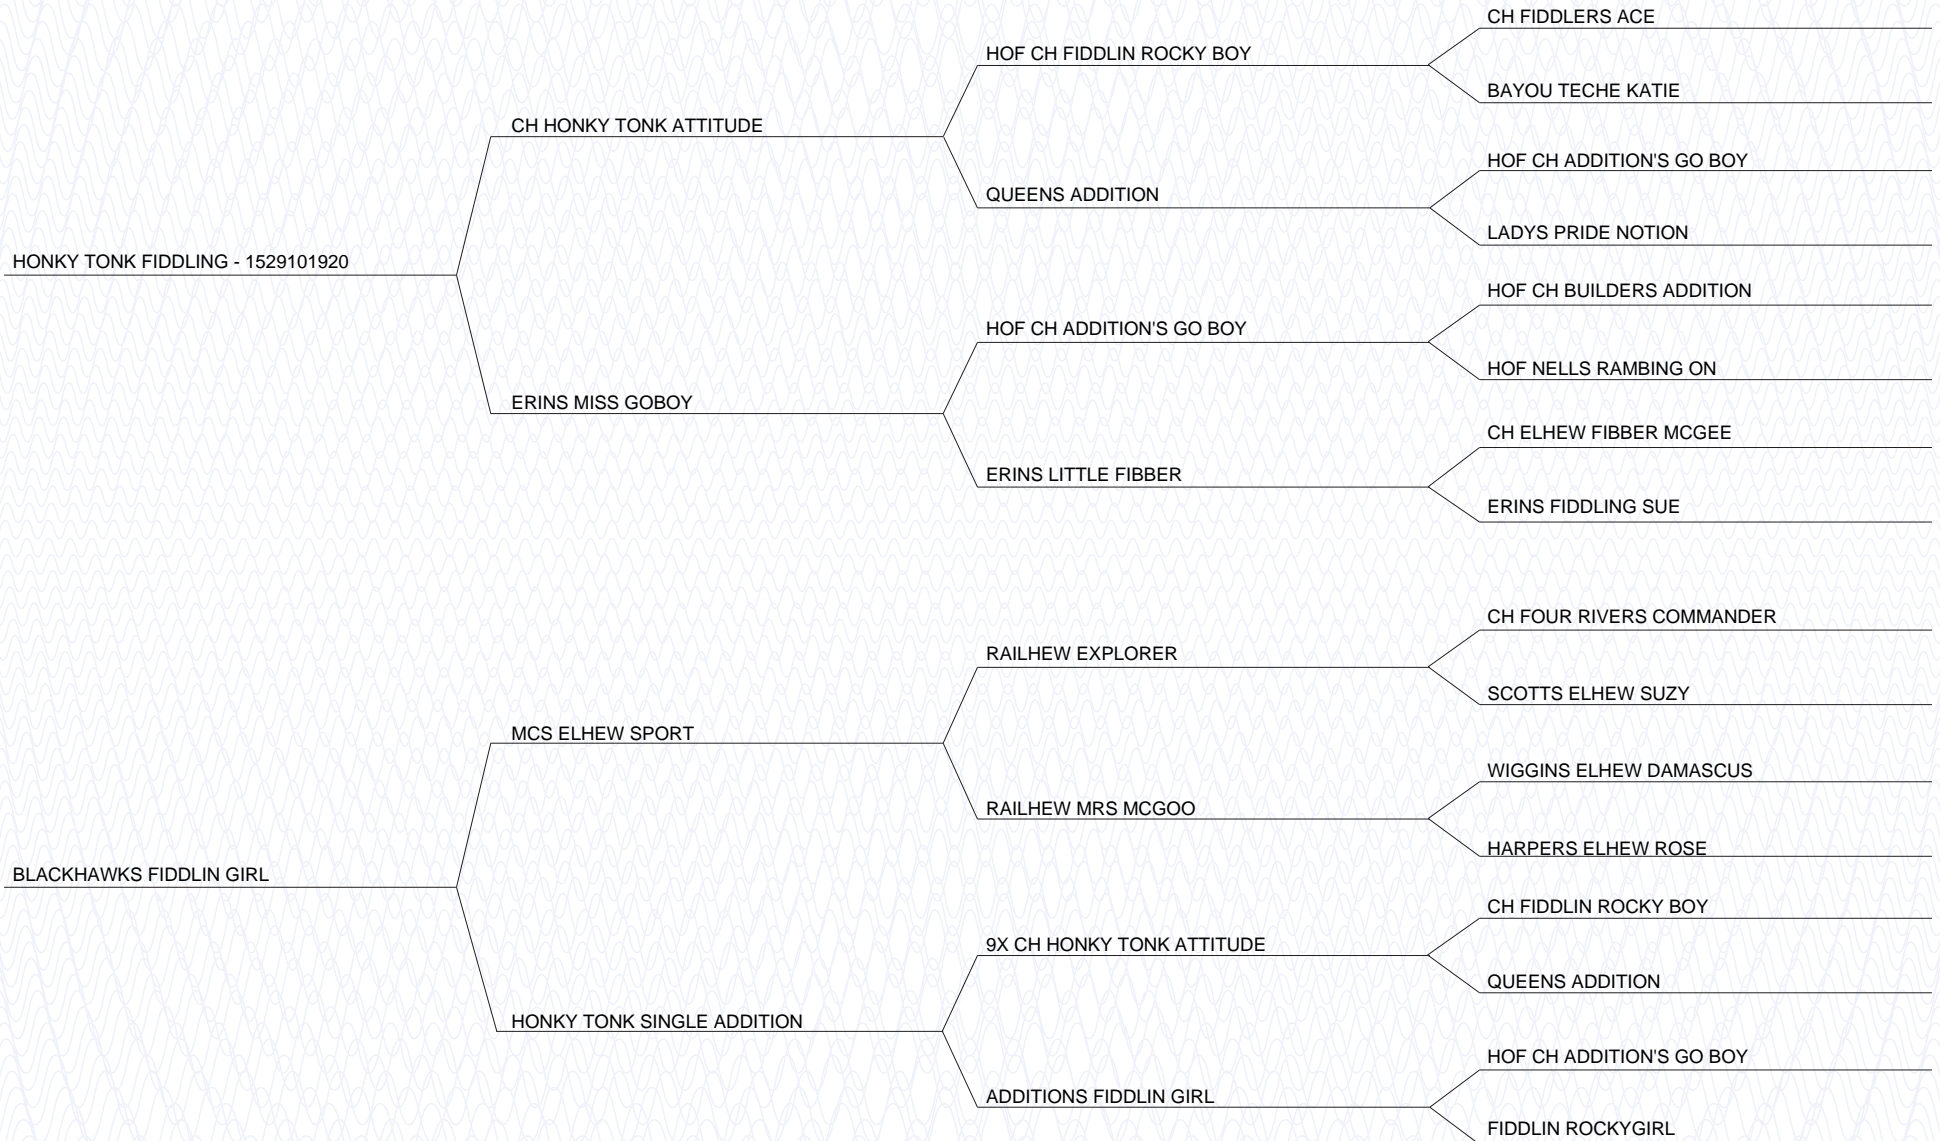 CH FIDDLERS ACE
HOF CH FIDDLIN ROCKY BOY
BAYOU TECHE KATIE
CH HONKY TONK ATTITUDE
HOF CH ADDITION'S GO BOY
QUEENS ADDITION
LADYS PRIDE NOTION
HONKY TONK FIDDLING - 1529101920
HOF CH BUILDERS ADDITION
HOF CH ADDITION'S GO BOY
HOF NELLS RAMBING ON
ERINS MISS GOBOY
CH ELHEW FIBBER MCGEE
ERINS LITTLE FIBBER
ERINS FIDDLING SUE
CH FOUR RIVERS COMMANDER
RAILHEW EXPLORER
SCOTTS ELHEW SUZY
MCS ELHEW SPORT
WIGGINS ELHEW DAMASCUS
RAILHEW MRS MCGOO
HARPERS ELHEW ROSE
BLACKHAWKS FIDDLIN GIRL
CH FIDDLIN ROCKY BOY
9X CH HONKY TONK ATTITUDE
QUEENS ADDITION
HONKY TONK SINGLE ADDITION
HOF CH ADDITION'S GO BOY
ADDITIONS FIDDLIN GIRL
FIDDLIN ROCKYGIRL